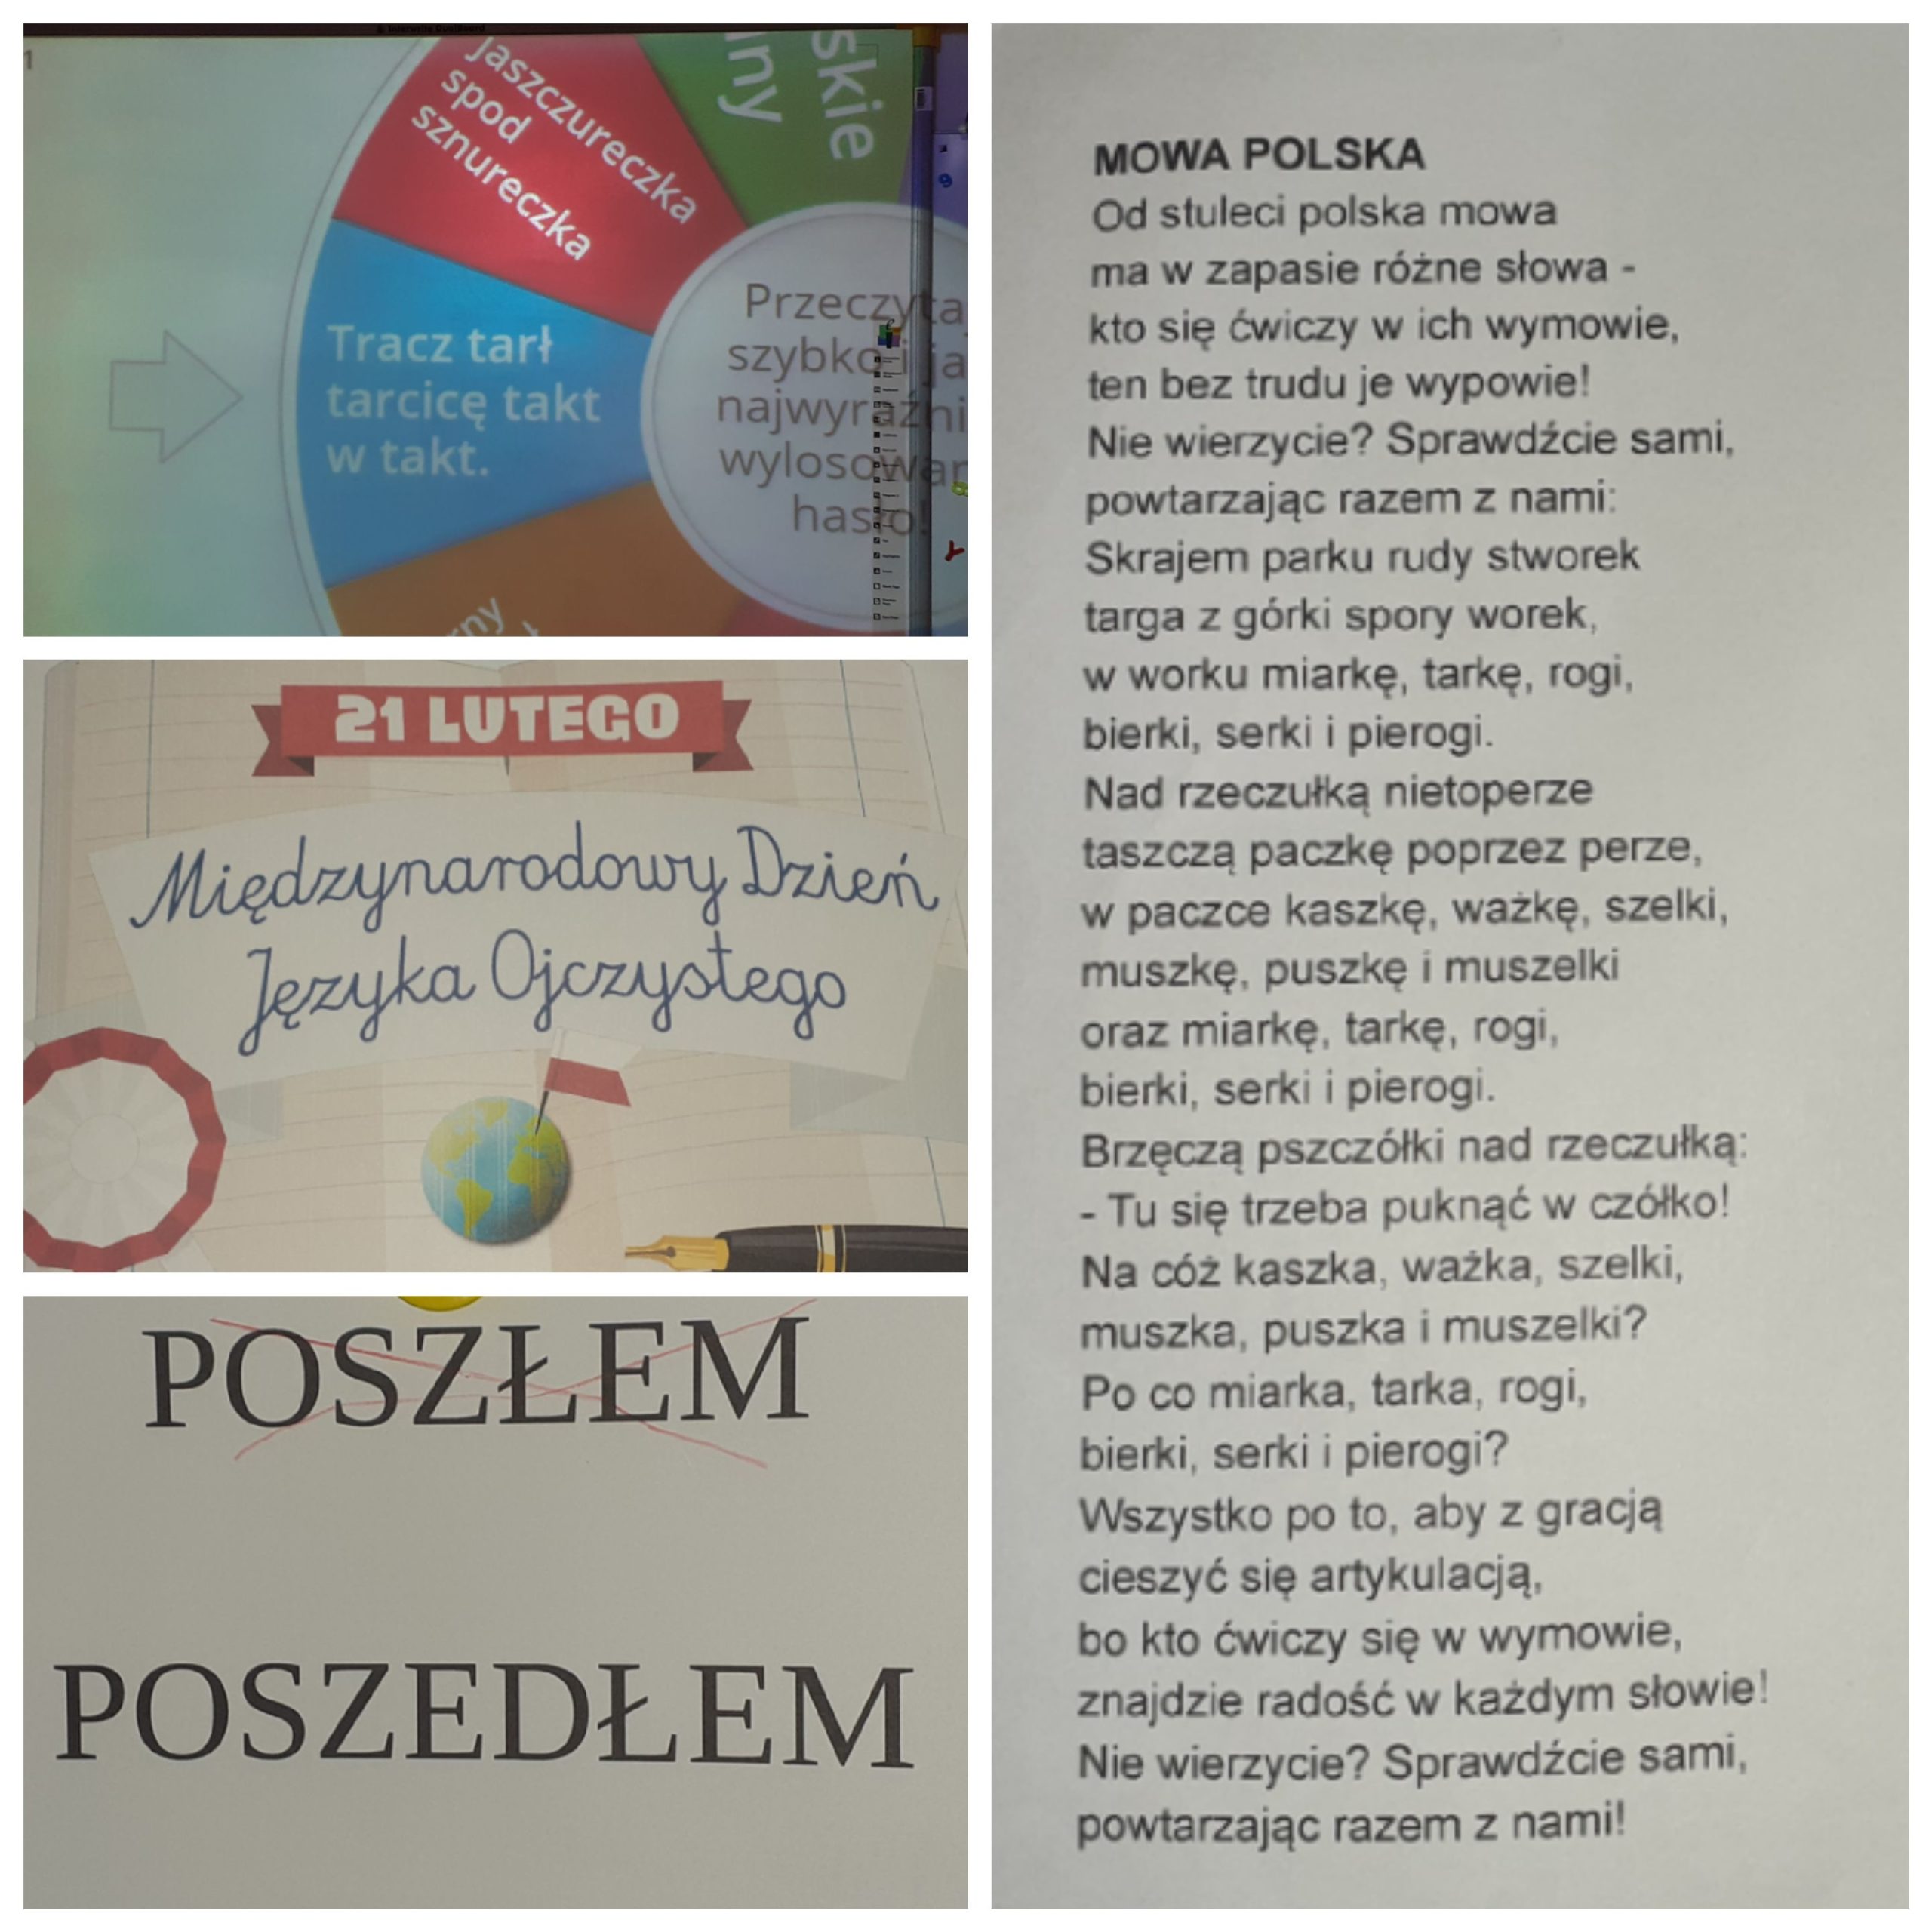 jaszczureczka
spod
sznureczka
skie
Tracz tarł
tarcicę takt
w takt.
szybko i
hasło!
21 LUTEGO
Międzynarodowy Dzień
Języka Ojczystego
POSZŁEM
POSZEDŁEM
MOWA POLSKA
Od stuleci polska mowa
ma w zapasie różne słowa -
kto się ćwiczy w ich wymowie,
ten bez trudu je wypowie!
Nie wierzycie? Sprawdźcie sami,
powtarzając razem z nami:
Skrajem parku rudy stworek
targa z górki spory worek,
w worku miarkę, tarkę, rogi,
bierki, serki i pierogi.
Nad rzeczułką nietoperze
taszczą paczkę poprzez perze,
w paczce kaszkę, ważkę, szelki,
muszkę, puszkę i muszelki
oraz miarkę, tarkę, rogi,
bierki, serki i pierogi.
Brzęczą pszczółki nad rzeczułką:
- Tu się trzeba puknąć w czółko!
Na cóż kaszka, ważka, szelki,
muszka, puszka i muszelki?
Po co miarka, tarka, rogi,
bierki, serki i pierogi?
Wszystko po to, aby z gracją
cieszyć się artykulacją,
bo kto ćwiczy się w wymowie,
znajdzie radość w każdym słowie!
Nie wierzycie? Sprawdźcie sami,
powtarzając razem z nami!